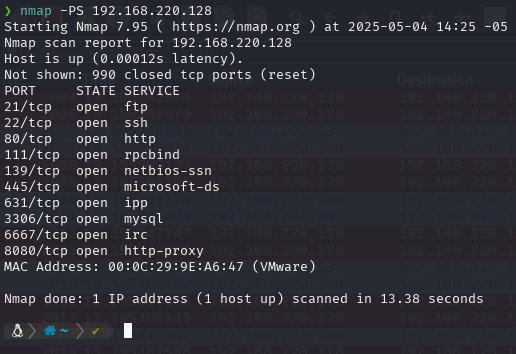 ❯ nmap -PS 192.168.220.128
Starting Nmap 7.95 ( https://nmap.org ) at 2025-05-04 14:25 -05
Nmap scan report for 192.168.220.128
Host is up (0.00012s latency).
Not shown: 990 closed tcp ports (reset)
PORT     STATE SERVICE
21/tcp   open  ftp
22/tcp   open  ssh
80/tcp   open  http
111/tcp  open  rpcbind
139/tcp  open  netbios-ssn
445/tcp  open  microsoft-ds
631/tcp  open  ipp
3306/tcp open  mysql
6667/tcp open  irc
8080/tcp open  http-proxy
MAC Address: 00:0C:29:9E:A6:47 (VMware)
Nmap done: 1 IP address (1 host up) scanned in 13.38 seconds
~ ✔